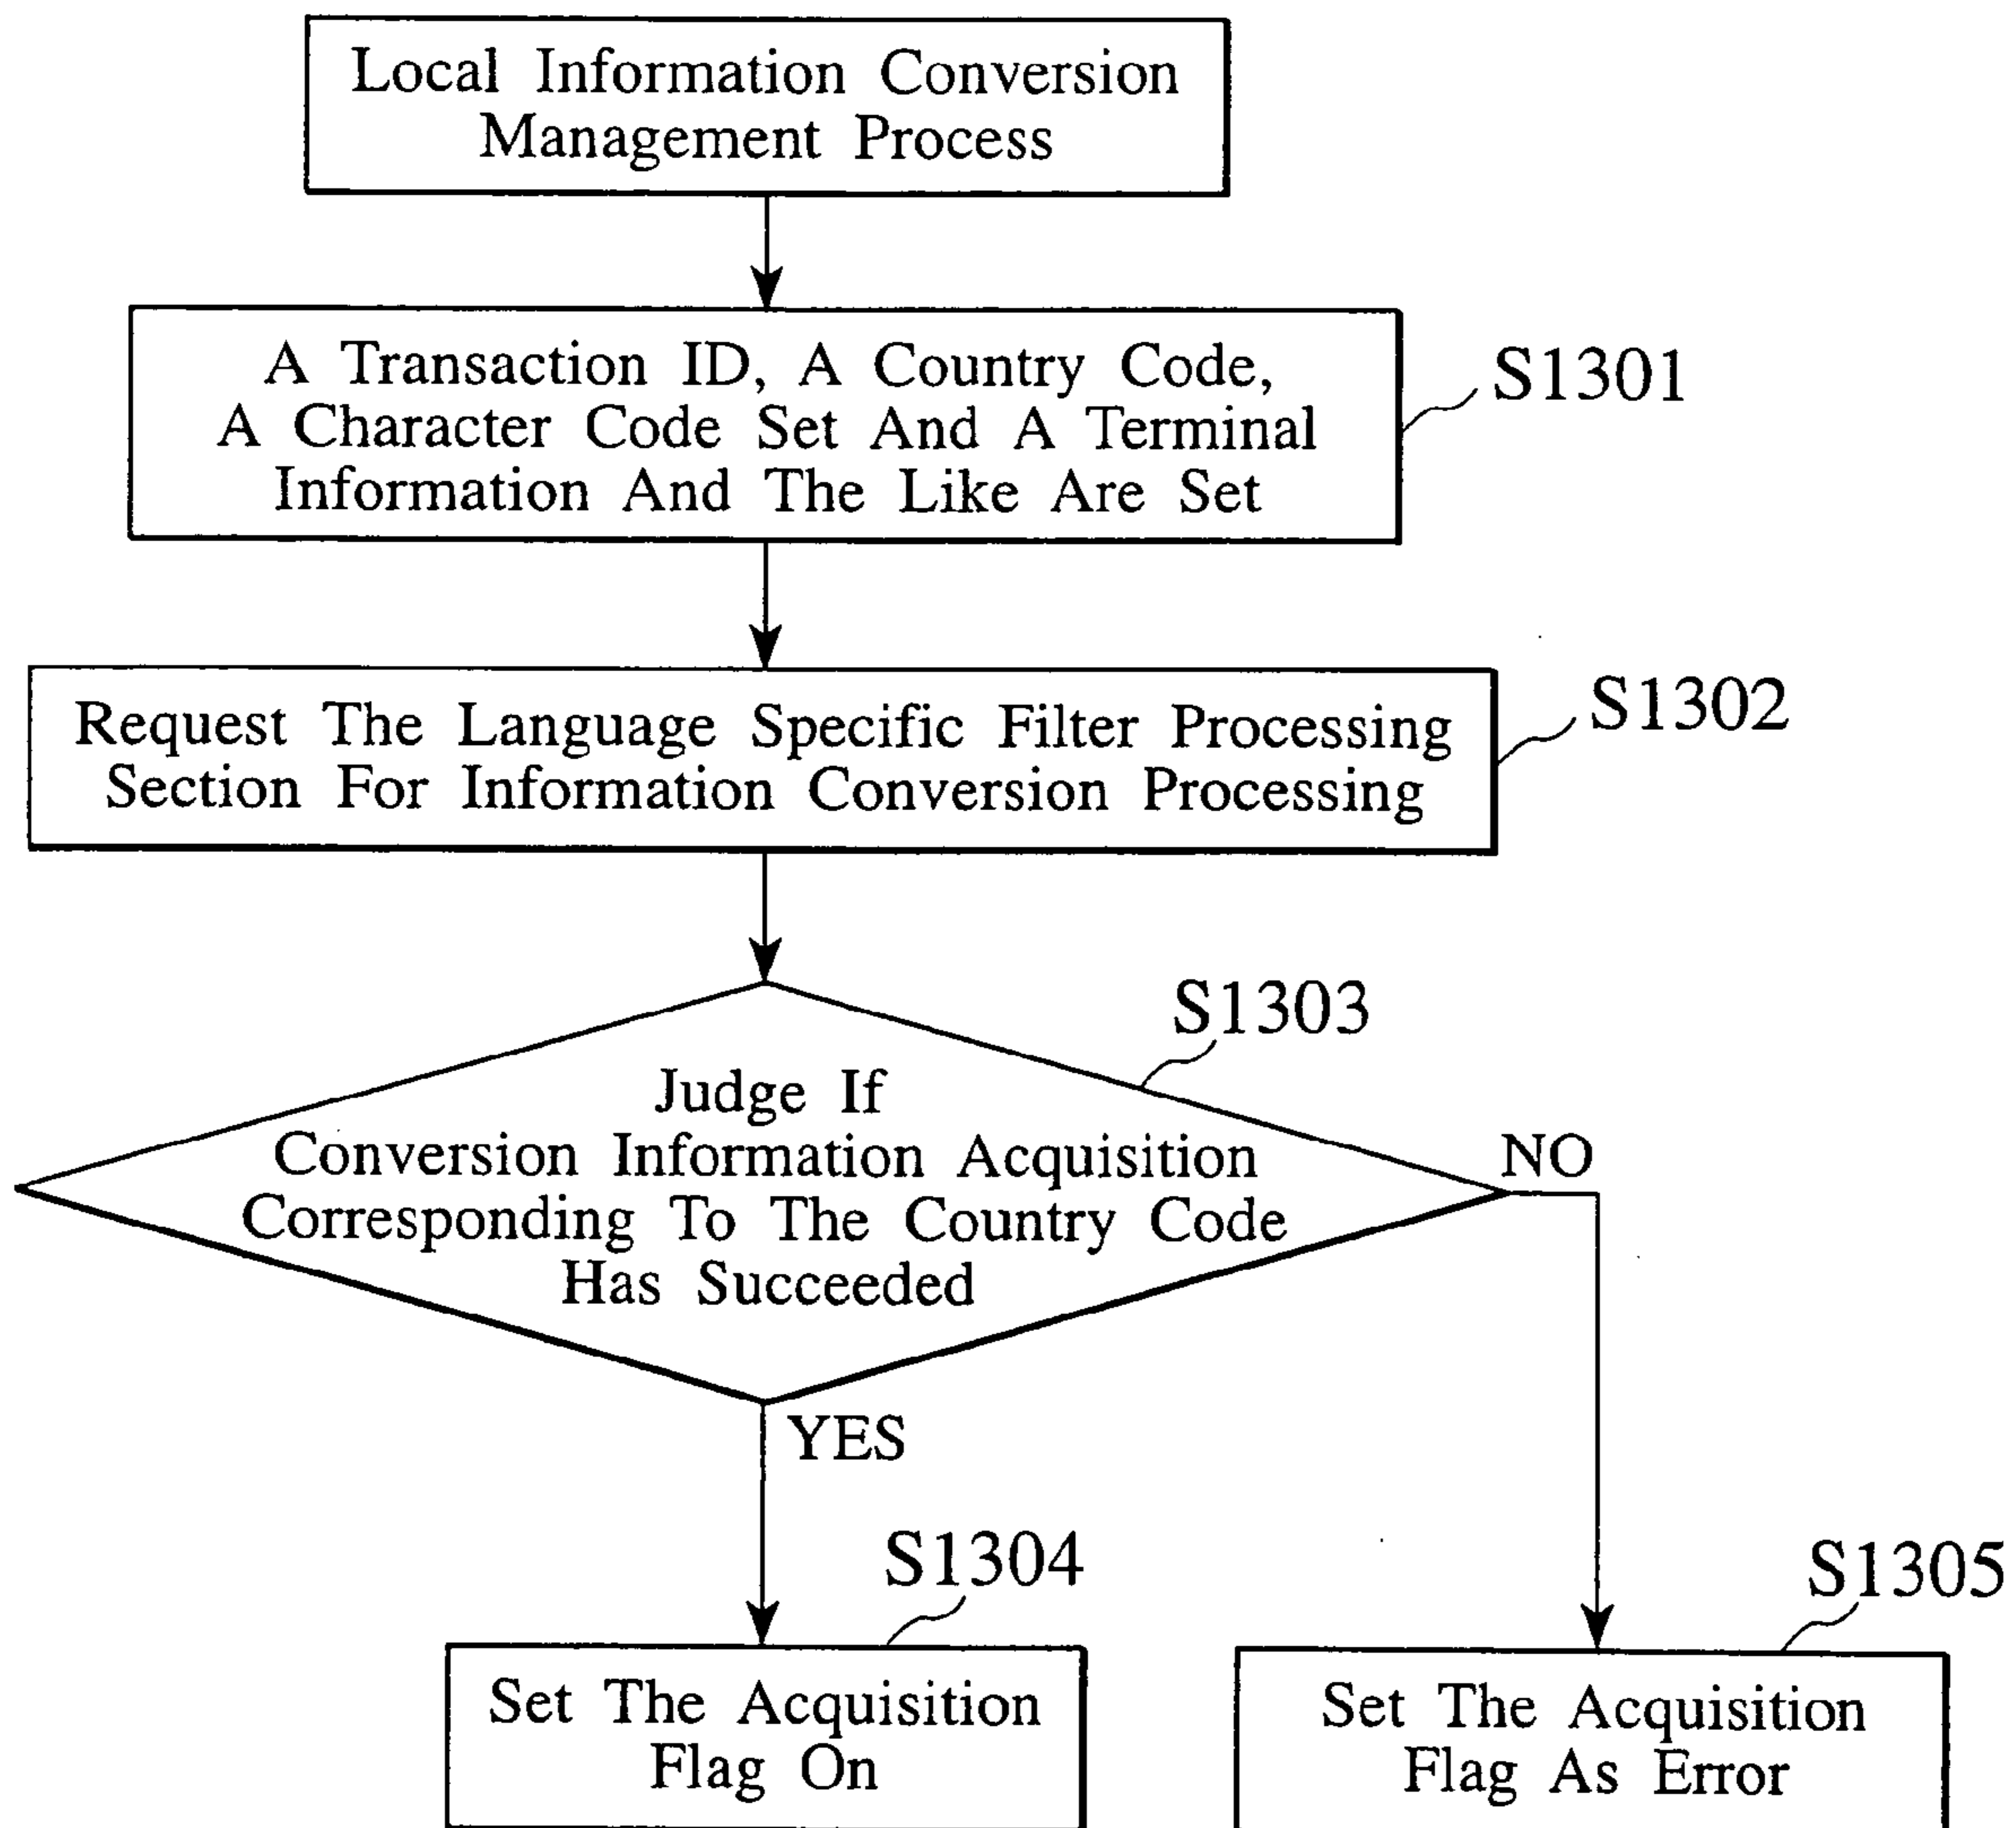 Local Information Conversion
Management Process
A Transaction ID, A Country Code,
A Character Code Set And A Terminal
Information And The Like Are Set
S1301
Request The Language Specific Filter Processing
Section For Information Conversion Processing
S1302
S1303
Judge If
Conversion Information Acquisition
Corresponding To The Country Code
Has Succeeded
NO
YES
S1304
Set The Acquisition
Flag On
S1305
Set The Acquisition
Flag As Error